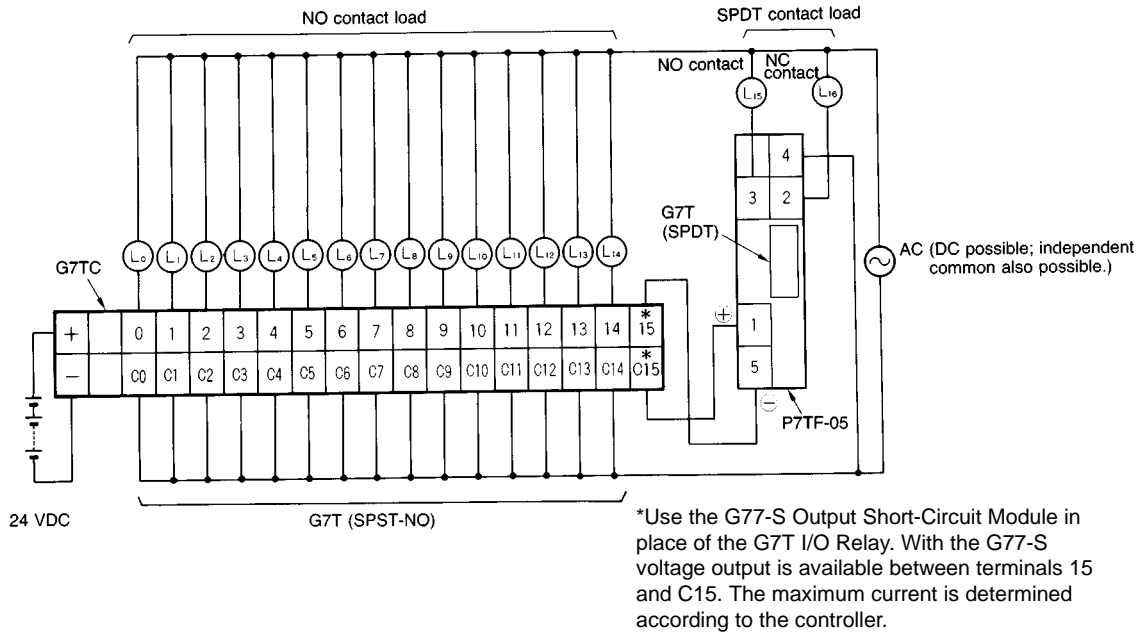 NO contact load
SPDT contact load
NO contact
NC contact
L15
L16
4
3 2
G7T
(SPDT)
AC (DC possible; independent
common also possible.)
G7TC
L0 L1 L2 L3 L4 L5 L6 L7 L8 L9 L10 L11 L12 L13 L14
+ 0 1 2 3 4 5 6 7 8 9 10 11 12 13 14 *15
− C0 C1 C2 C3 C4 C5 C6 C7 C8 C9 C10 C11 C12 C13 C14 *C15
+
1
5
−
P7TF-05
24 VDC
G7T (SPST-NO)
*Use the G77-S Output Short-Circuit Module in
place of the G7T I/O Relay. With the G77-S
voltage output is available between terminals 15
and C15. The maximum current is determined
according to the controller.